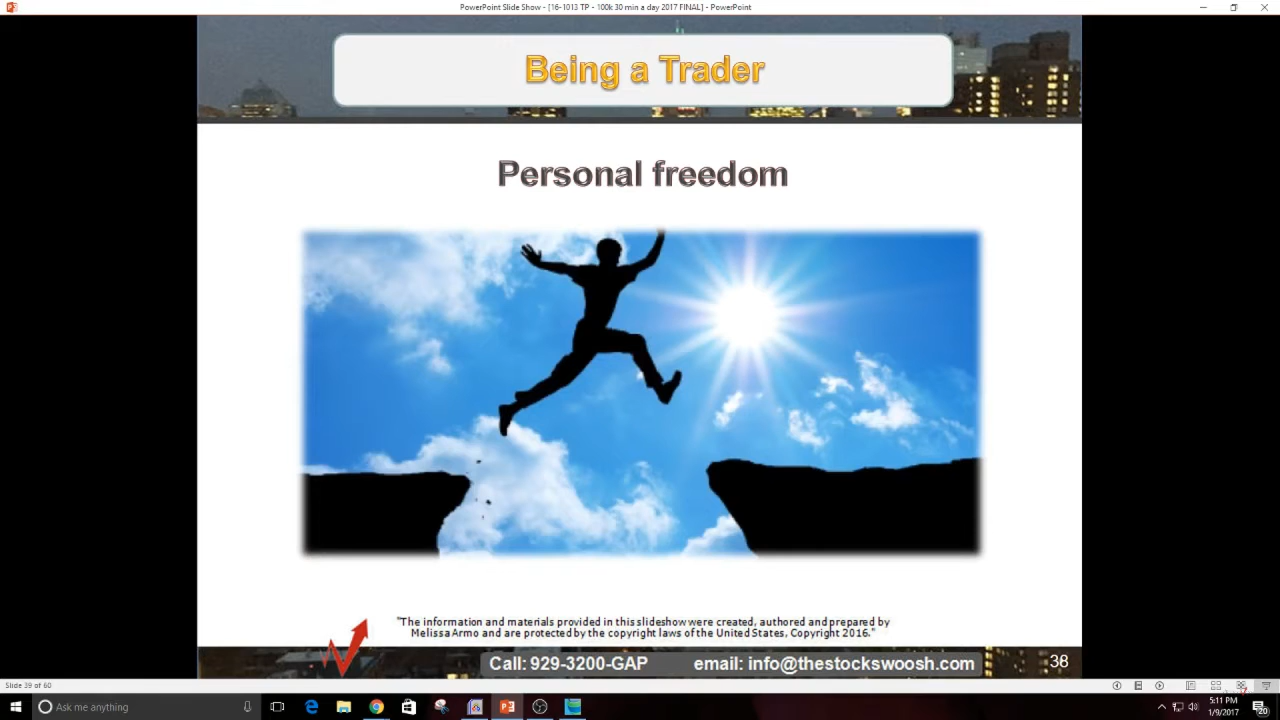 PowerPoint Slide Show - [16-1013 TP - 100k 30 min a day 2017 FINAL] - PowerPoint
Being a Trader
Personal freedom
"The information and materials provided in this slideshow were created, authored and prepared by
Melissa Armo and are protected by the copyright laws of the United States, Copyright 2016."
Call: 929-3200-GAP email: info@thestockswoosh.com 38
Slide 39 of 60
Ask me anything
5:11 PM
1/9/2017
20